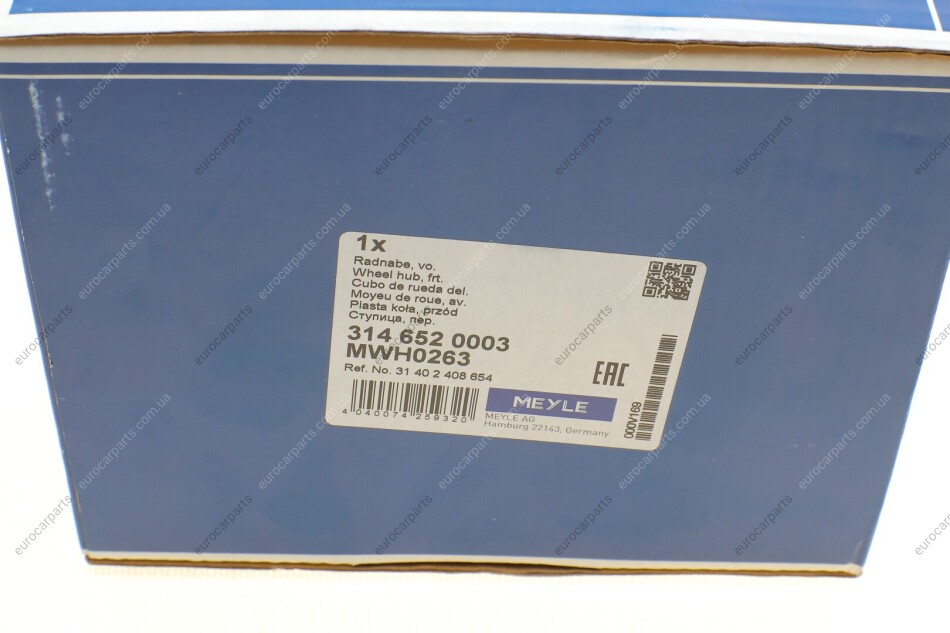 1x
Radnabe, vo.
Wheel hub, frt.
Cubo de rueda del.
Moyeu de roue, av.
Piasta koła, przód
Ступица, пер.
314 652 0003
MWH0263
Ref. No. 31 40 2 408 654
EAC
MEYLE
4 040074 259320
MEYLE AG
Hamburg 22143, Germany
000V169
eurocarparts.com.ua